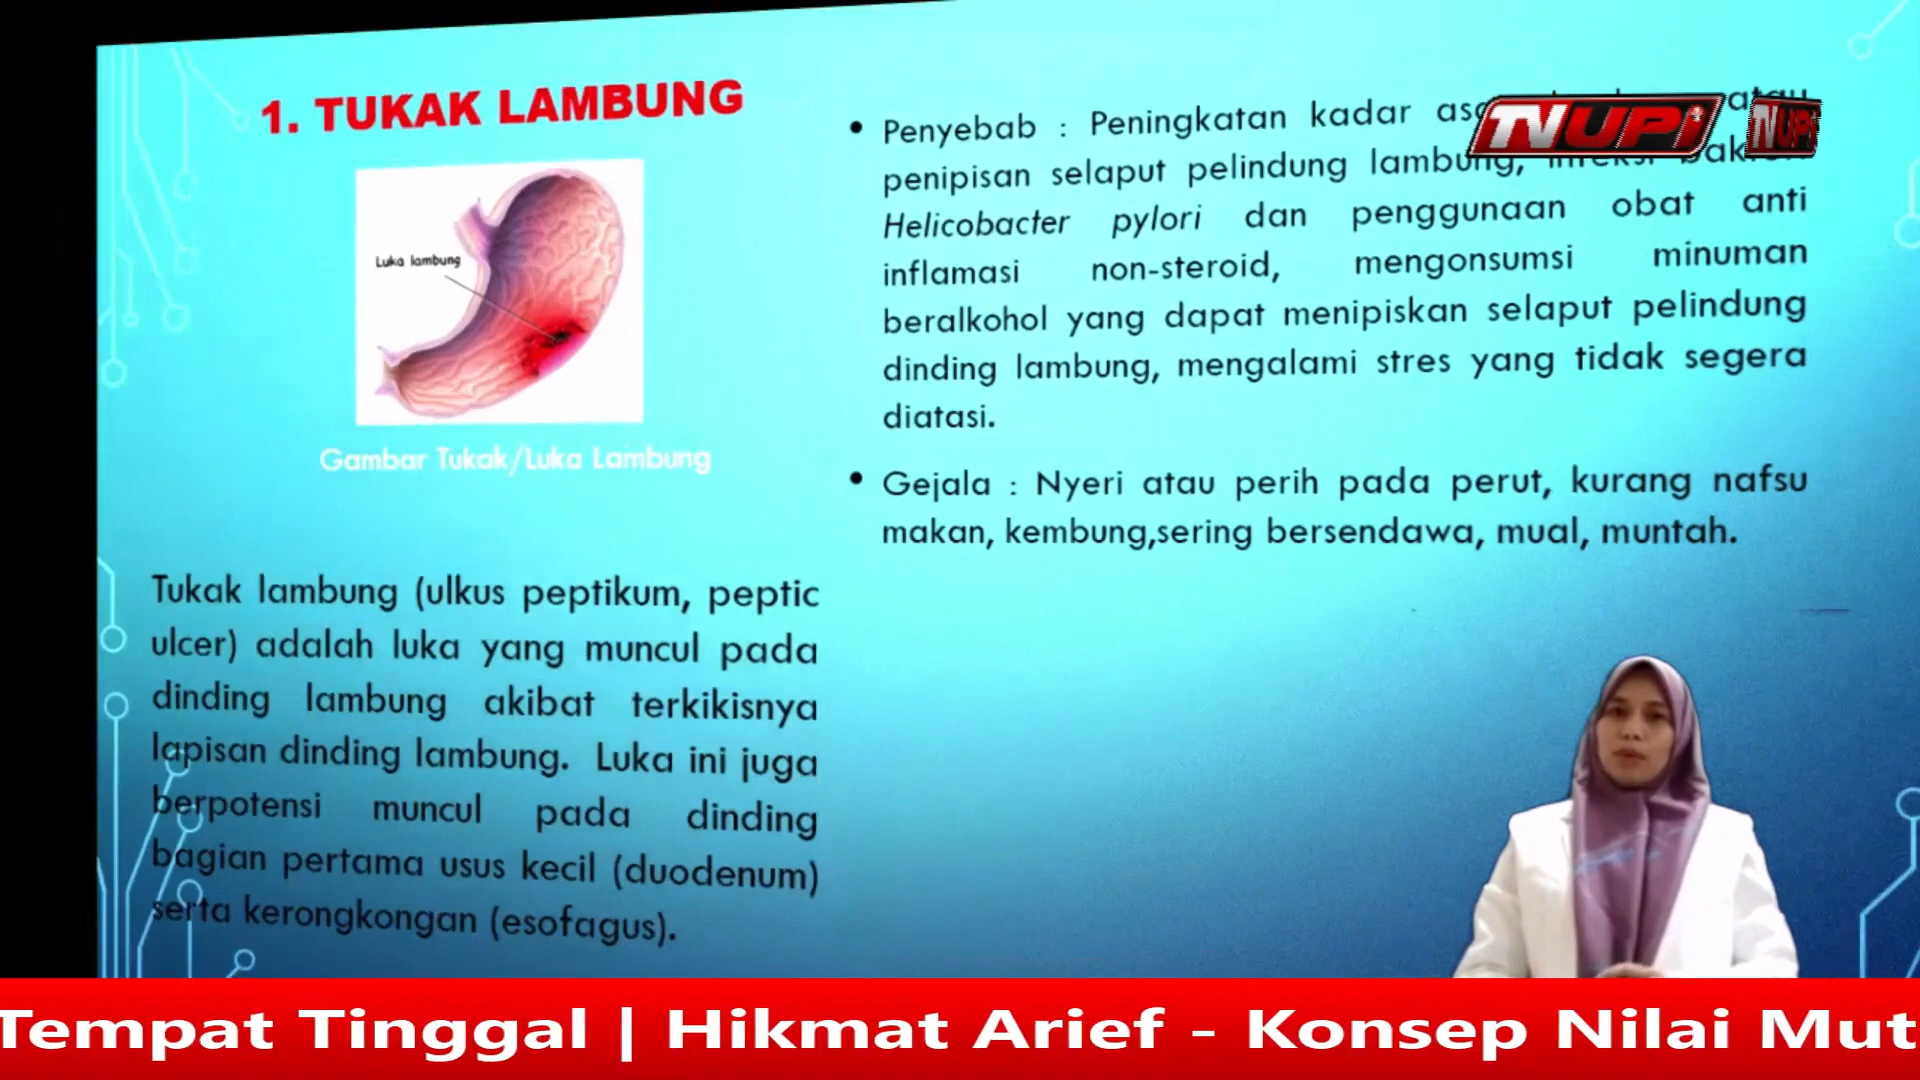 1. TUKAK LAMBUNG
Luka lambung
Gambar Tukak/Luka Lambung
Tukak lambung (ulkus peptikum, peptic
ulcer) adalah luka yang muncul pada
dinding lambung akibat terkikisnya
lapisan dinding lambung. Luka ini juga
berpotensi muncul pada dinding
bagian pertama usus kecil (duodenum)
serta kerongkongan (esofagus).
• Penyebab : Peningkatan kadar atau
penipisan selaput pelindung lambung,
Helicobacter pylori dan penggunaan obat anti
inflamasi non-steroid, mengonsumsi minuman
beralkohol yang dapat menipiskan selaput pelindung
dinding lambung, mengalami stres yang tidak segera
diatasi.
• Gejala : Nyeri atau perih pada perut, kurang nafsu
makan, kembung,sering bersendawa, mual, muntah.
TVUPI
TVUPI
Tempat Tinggal | Hikmat Arief - Konsep Nilai Mut